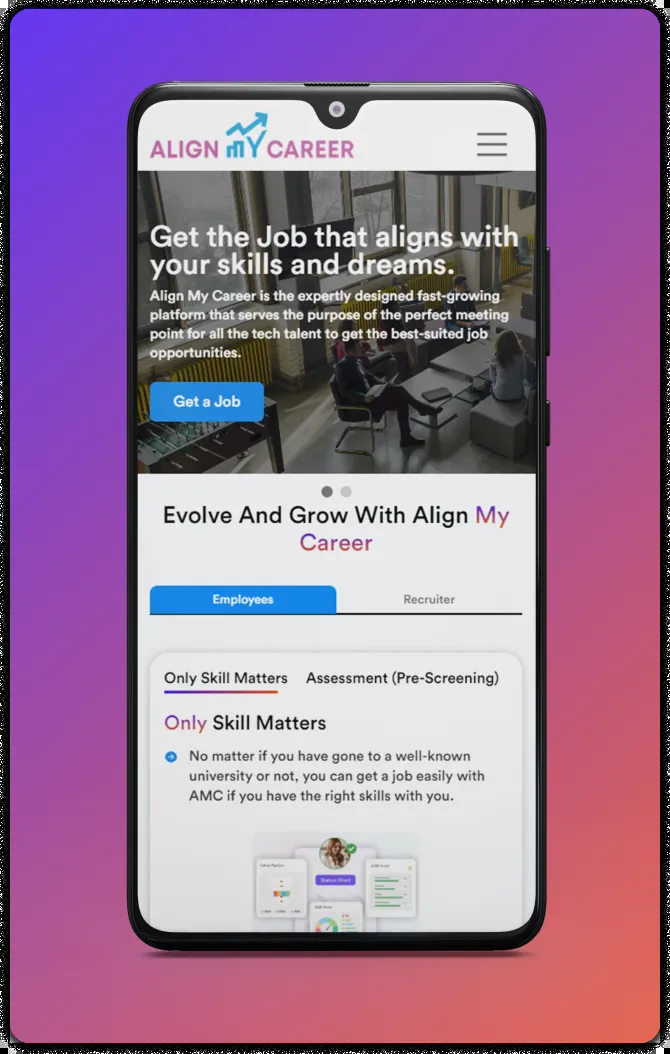 ALIGN MY CAREER
Get the Job that aligns with
your skills and dreams.
Align My Career is the expertly designed fast-growing
platform that serves the purpose of the perfect meeting
point for all the tech talent to get the best-suited job
opportunities.
Get a Job
Evolve And Grow With Align My
Career
Employees Recruiter
Only Skill Matters Assessment (Pre-Screening)
Only Skill Matters
No matter if you have gone to a well-known
university or not, you can get a job easily with
AMC if you have the right skills with you.